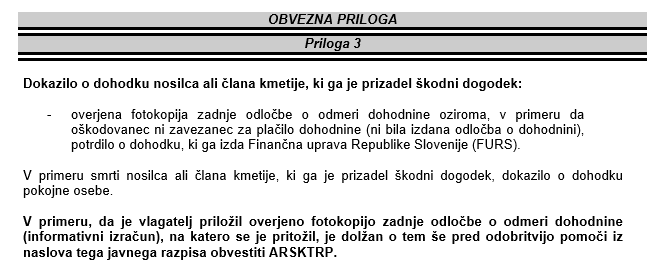 OBVEZNA PRILOGA
Priloga 3
Dokazilo o dohodku nosilca ali člana kmetije, ki ga je prizadel škodni dogodek:
- overjena fotokopija zadnje odločbe o odmeri dohodnine oziroma, v primeru da
oškodovanec ni zavezanec za plačilo dohodnine (ni bila izdana odločba o dohodnini),
potrdilo o dohodku, ki ga izda Finančna uprava Republike Slovenije (FURS).
V primeru smrti nosilca ali člana kmetije, ki ga je prizadel škodni dogodek, dokazilo o dohodku
pokojne osebe.
V primeru, da je vlagatelj priložil overjeno fotokopijo zadnje odločbe o odmeri dohodnine
(informativni izračun), na katero se je pritožil, je dolžan o tem še pred odobritvijo pomoči iz
naslova tega javnega razpisa obvestiti ARSKTRP.